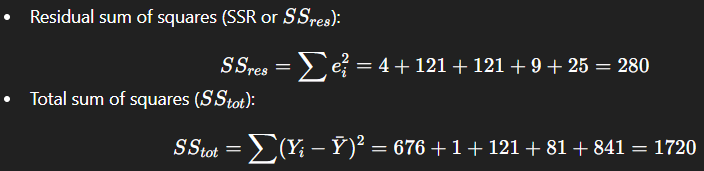 • Residual sum of squares (SSR or SS_res):
SS_res = ∑ e_i^2 = 4 + 121 + 121 + 9 + 25 = 280
• Total sum of squares (SS_tot):
SS_tot = ∑(Y_i − Ȳ)^2 = 676 + 1 + 121 + 81 + 841 = 1720